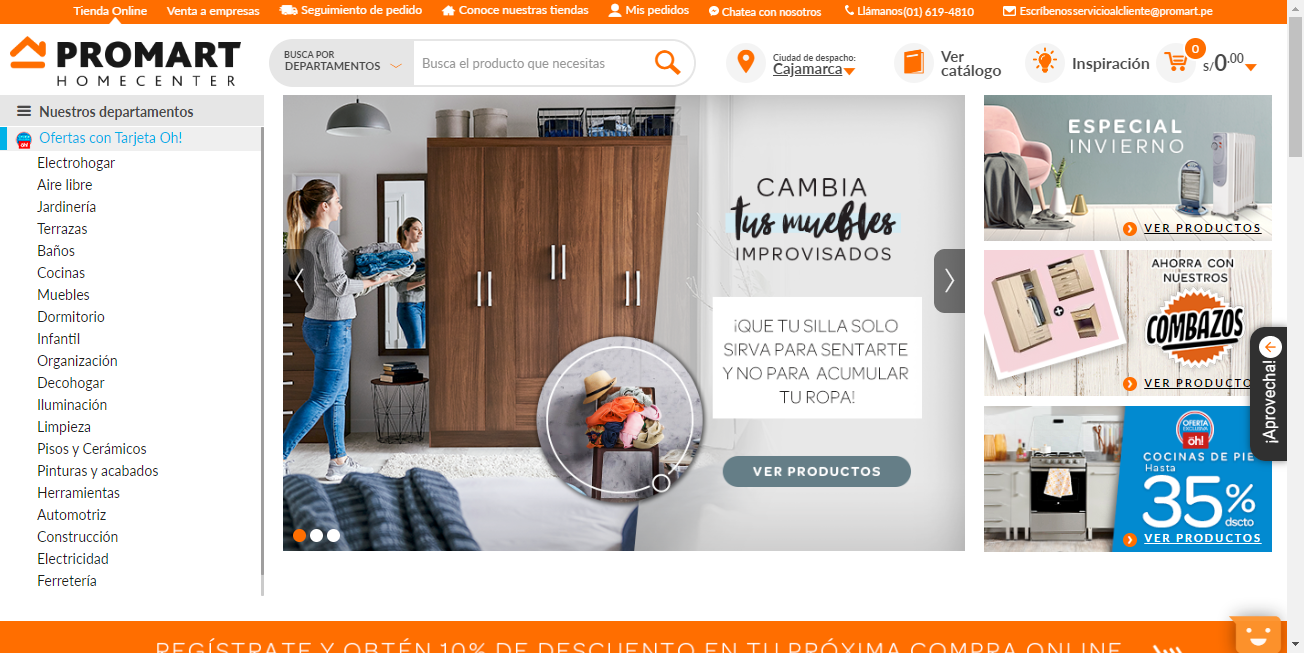 Tienda Online
Venta a empresas
Seguimiento de pedido
Conoce nuestras tiendas
Mis pedidos
Chatea con nosotros
Llámanos(01) 619-4810
Escríbenosservicioalcliente@promart.pe
PROMART
HOMECENTER
BUSCA POR
DEPARTAMENTOS
Busca el producto que necesitas
Ciudad de despacho:
Cajamarca
Ver
catálogo
Inspiración
0
S/0.00
Nuestros departamentos
Ofertas con Tarjeta Oh!
Electrohogar
Aire libre
Jardinería
Terrazas
Baños
Cocinas
Muebles
Dormitorio
Infantil
Organización
Decohogar
Iluminación
Limpieza
Pisos y Cerámicos
Pinturas y acabados
Herramientas
Automotriz
Construcción
Electricidad
Ferretería
CAMBIA
tus muebles
IMPROVISADOS
¡QUE TU SILLA SOLO
SIRVA PARA SENTARTE
Y NO PARA ACUMULAR
TU ROPA!
VER PRODUCTOS
ESPECIAL
INVIERNO
VER PRODUCTOS
AHORA CON
NUESTROS
COMBAZOS
VER PRODUCTO
¡Aprovecha!
OFERTA
EXCLUSIVA
oh!
COCINAS DE PIE
Hasta
35%
dscto
VER PRODUCTOS
REGÍSTRATE Y OBTÉN 10% DE DESCUENTO EN TU PRÓXIMA COMPRA ONLINE